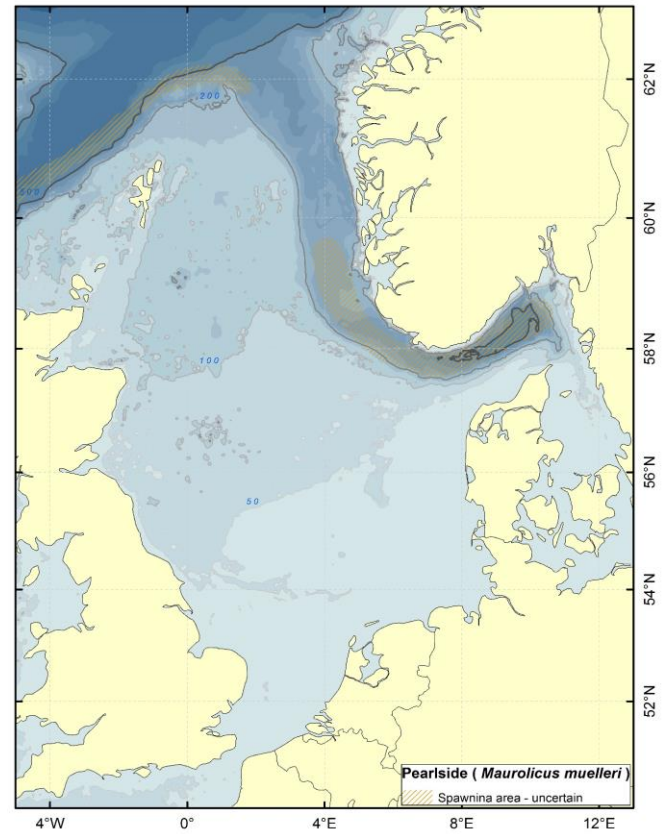 62°N
200
500
60°N
58°N
100
56°N
50
54°N
52°N
Pearlside ( Maurolicus muelleri )
Spawnina area - uncertain
4°W
0°
4°E
8°E
12°E